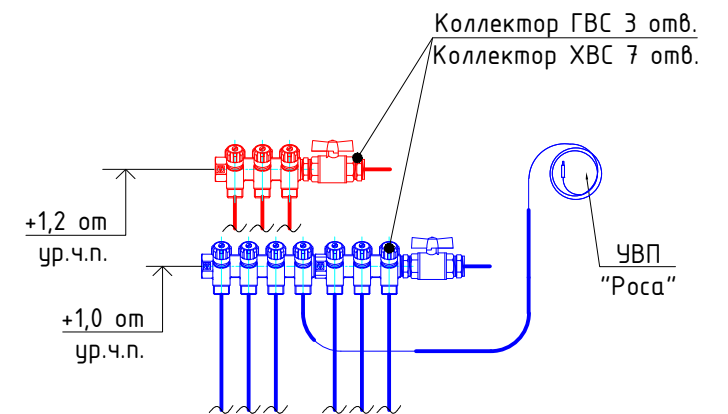 Коллектор ГВС 3 отв.
Коллектор ХВС 7 отв.
+1,2 от
ур.ч.п.
УВП
"Роса"
+1,0 от
ур.ч.п.